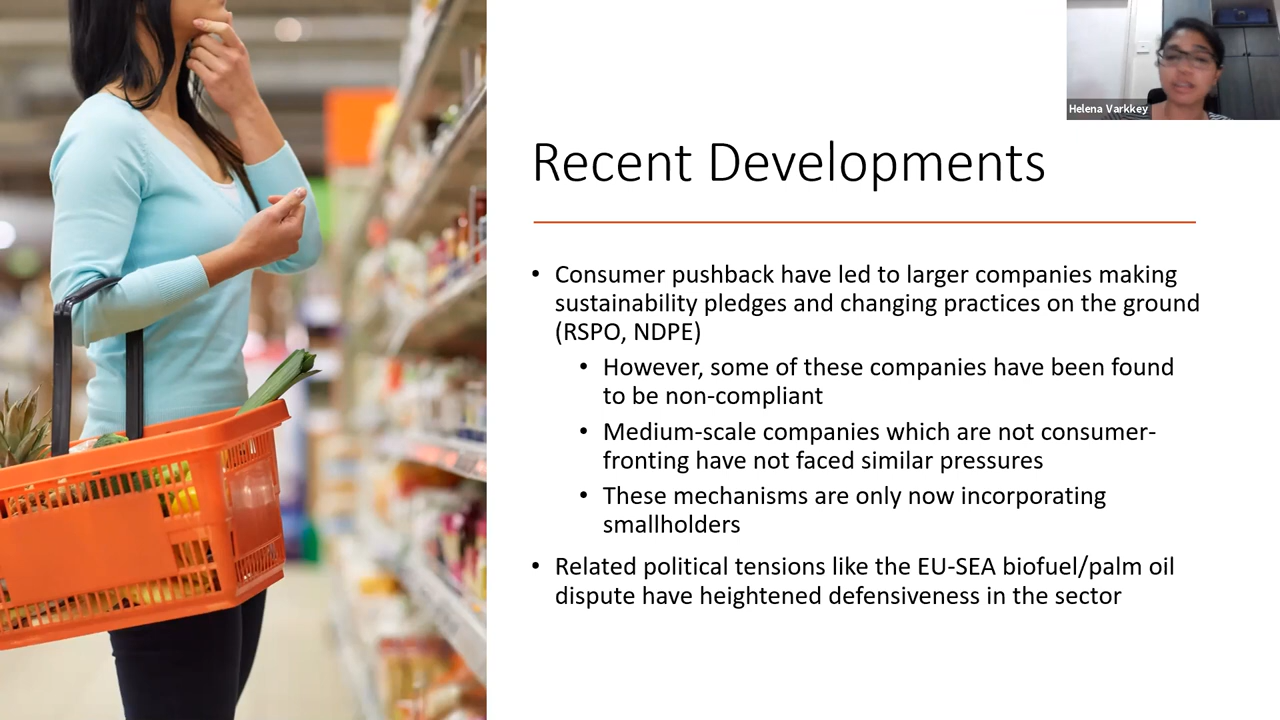 Helena Varkkey
Recent Developments
• Consumer pushback have led to larger companies making
sustainability pledges and changing practices on the ground
(RSPO, NDPE)
• However, some of these companies have been found
to be non-compliant
• Medium-scale companies which are not consumer-
fronting have not faced similar pressures
• These mechanisms are only now incorporating
smallholders
• Related political tensions like the EU-SEA biofuel/palm oil
dispute have heightened defensiveness in the sector